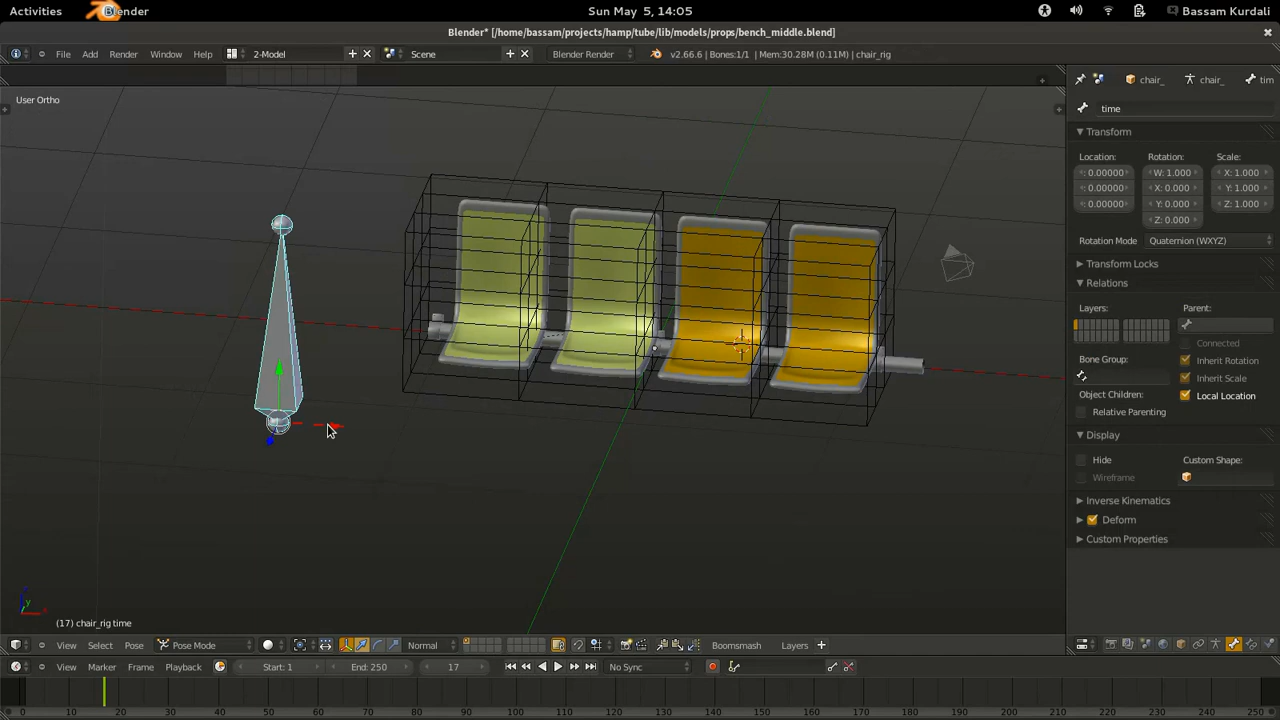 Activities Blender Sun May 5, 14:05 Bassam Kurdali
Blender* [/home/bassam/projects/hamp/tube/lib/models/props/bench_middle.blend]
File Add Render Window Help 2-Model Scene Blender Render v2.66.6 | Bones:1/1 | Mem:30.28M (0.11M) | chair_rig
User Ortho
chair_ chair_ tim
time
Transform
Location: Rotation: Scale:
0.00000 W: 1.000 X: 1.000
0.00000 X: 0.000 Y: 1.000
0.00000 Y: 0.000 Z: 1.000
Z: 0.000
Rotation Mode Quaternion (WXYZ)
Transform Locks
Relations
Layers: Parent:
Connected
Bone Group: Inherit Rotation
Inherit Scale
Object Children: Local Location
Relative Parenting
Display
Hide Custom Shape:
Wireframe
Inverse Kinematics
Deform
Custom Properties
(17) chair_rig time
View Select Pose Pose Mode Normal Boomsmash Layers
View Marker Frame Playback Start: 1 End: 250 17 No Sync
0 10 20 30 40 50 60 70 80 90 100 110 120 130 140 150 160 170 180 190 200 210 220 230 240 250